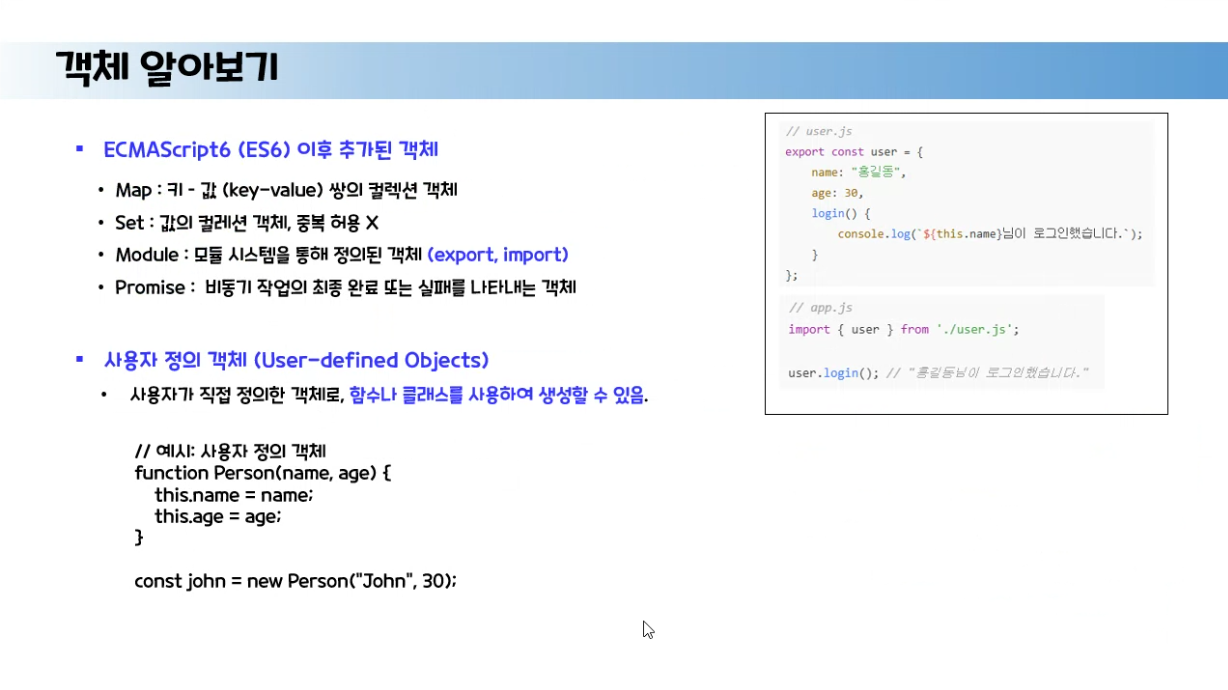 객체 알아보기
▪ ECMAScript6 (ES6) 이후 추가된 객체
• Map : 키 - 값 (key-value) 쌍의 컬렉션 객체
• Set : 값의 컬레션 객체, 중복 허용 X
• Module : 모듈 시스템을 통해 정의된 객체 (export, import)
• Promise : 비동기 작업의 최종 완료 또는 실패를 나타내는 객체
▪ 사용자 정의 객체 (User-defined Objects)
• 사용자가 직접 정의한 객체로, 함수나 클래스를 사용하여 생성할 수 있음.
// 예시: 사용자 정의 객체
function Person(name, age) {
    this.name = name;
    this.age = age;
}
const john = new Person("John", 30);
// user.js
export const user = {
    name: "홍길동",
    age: 30,
    login() {
        console.log(`${this.name}님이 로그인했습니다.`);
    }
};
// app.js
import { user } from './user.js';
user.login(); // "홍길동님이 로그인했습니다."